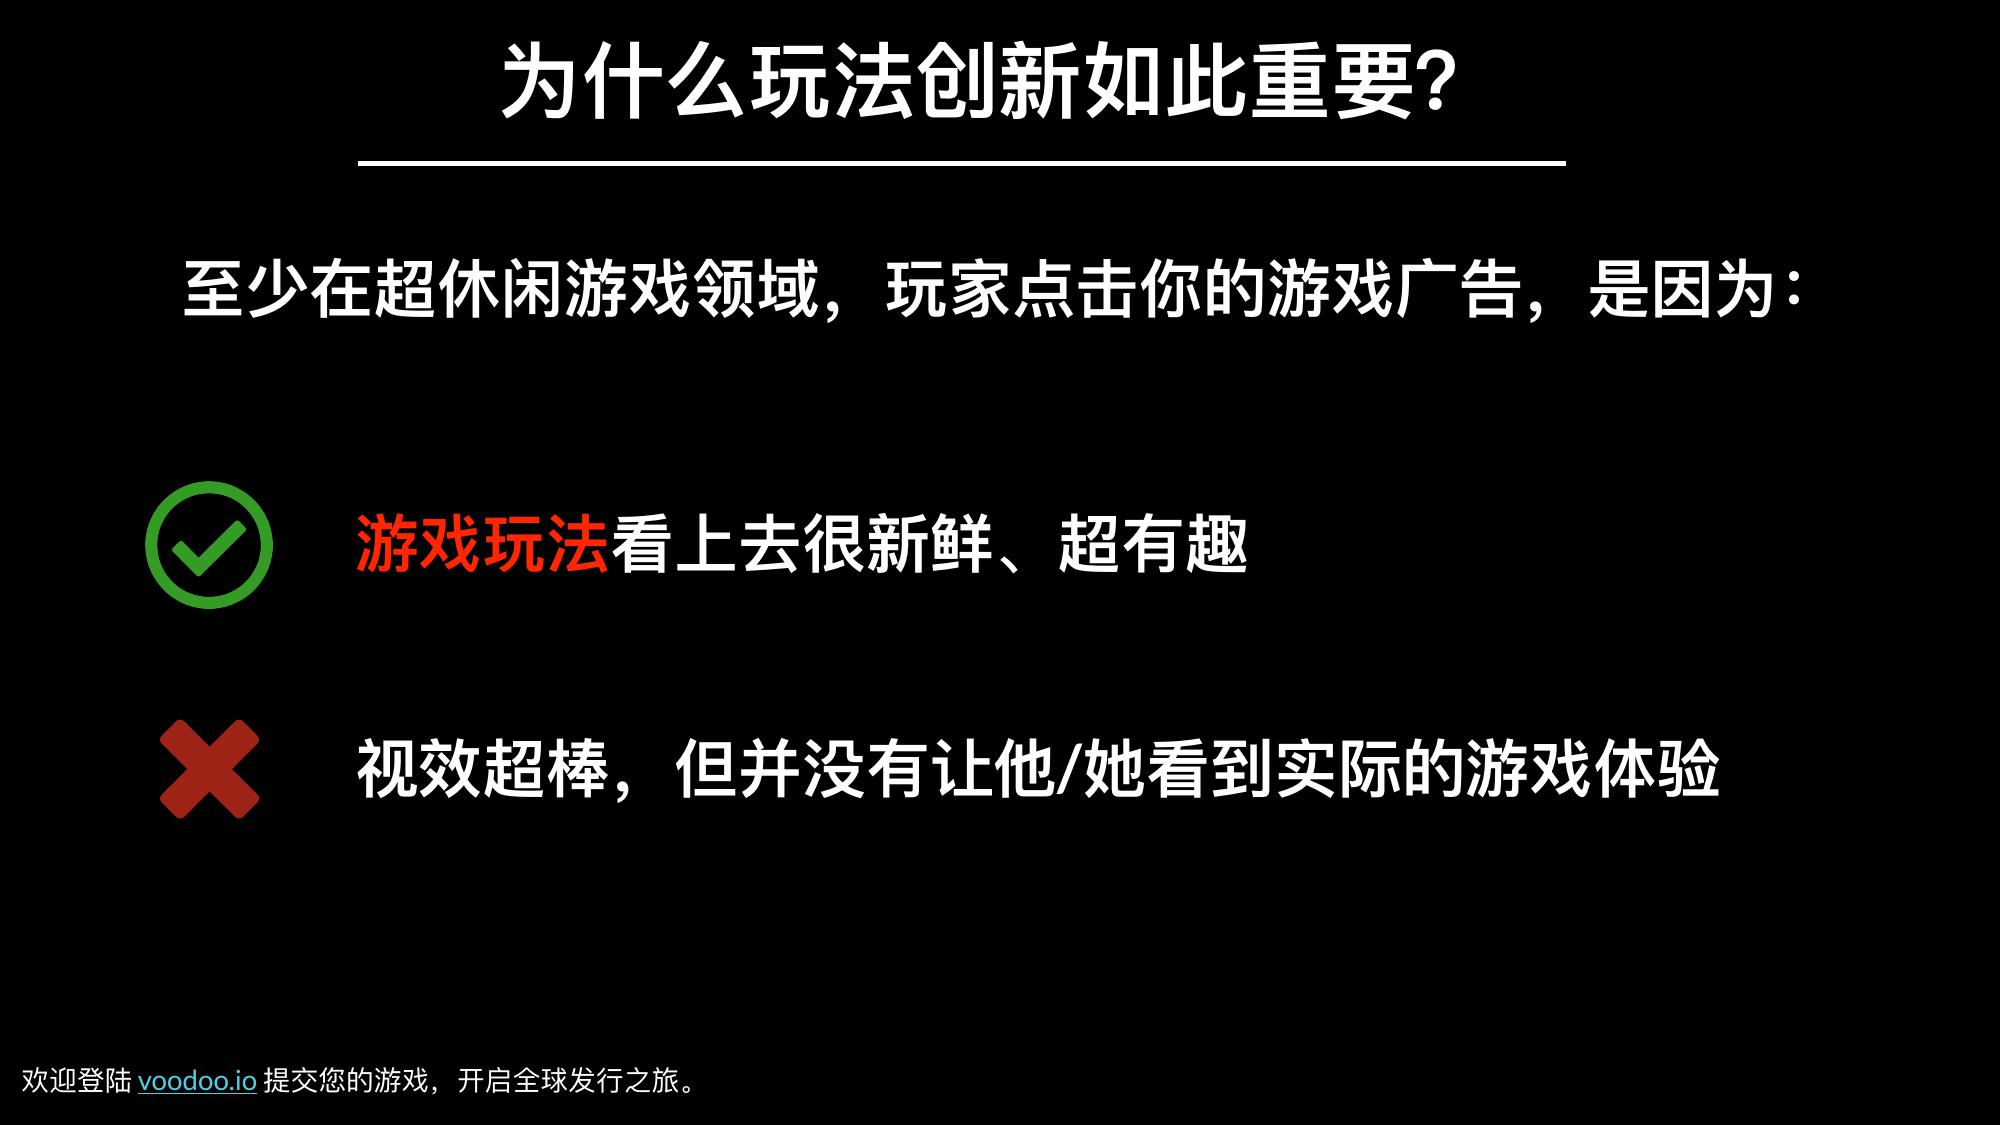 为什么玩法创新如此重要?
至少在超休闲游戏领域，玩家点击你的游戏广告，是因为：
游戏玩法看上去很新鲜、超有趣
视效超棒，但并没有让他/她看到实际的游戏体验
欢迎登陆 voodoo.io 提交您的游戏，开启全球发行之旅。